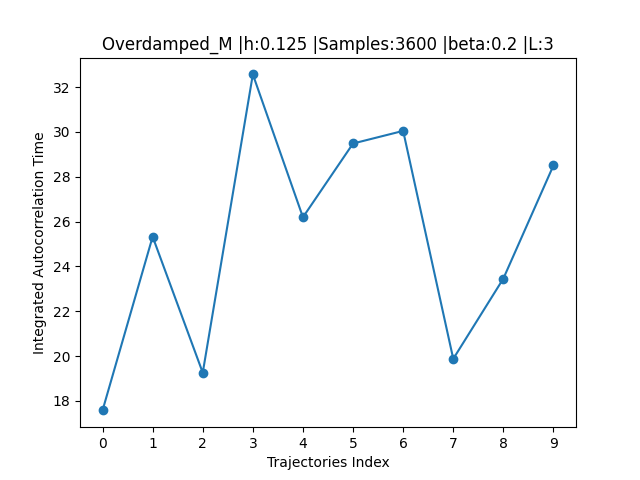 Overdamped_M |h:0.125 |Samples:3600 |beta:0.2 |L:3
Integrated Autocorrelation Time
32
30
28
26
24
22
20
18
0 1 2 3 4 5 6 7 8 9
Trajectories Index